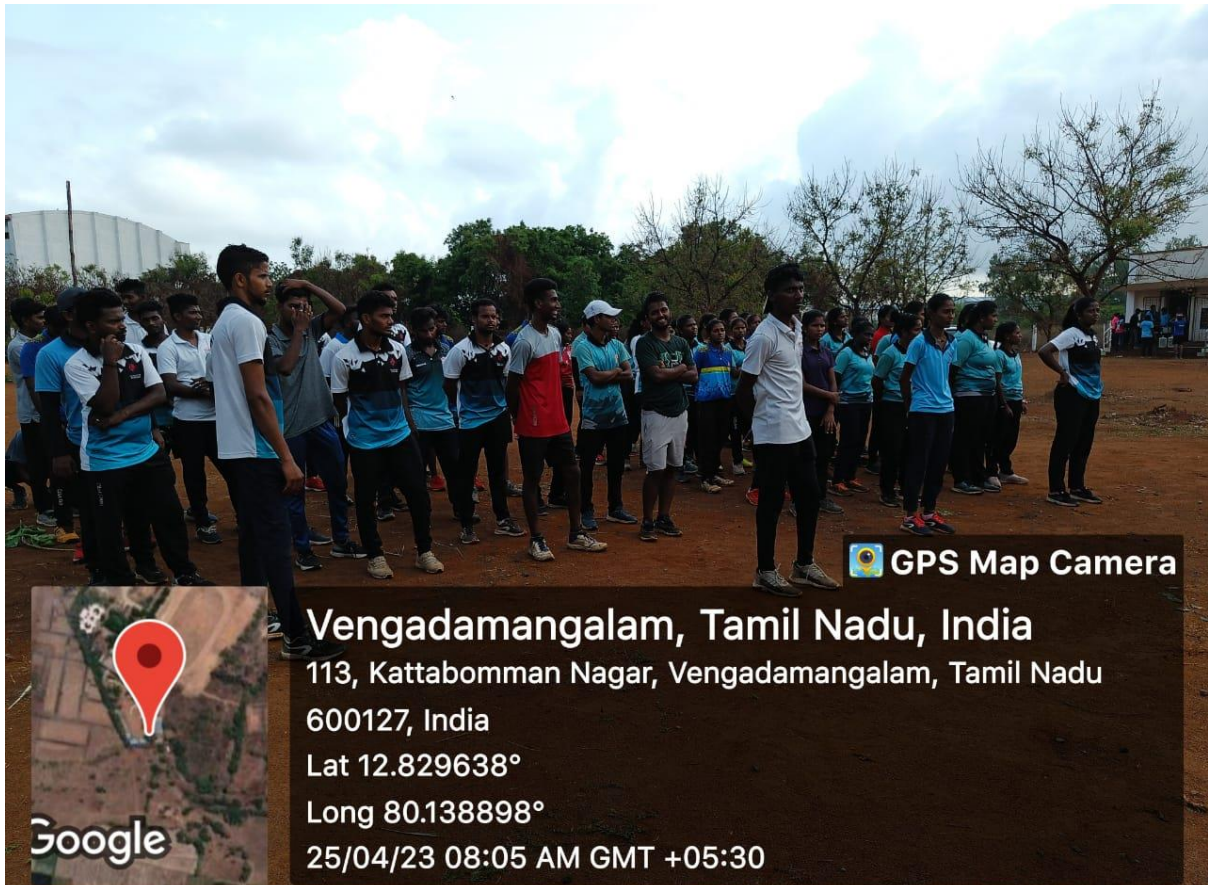 GPS Map Camera
Vengadamangalam, Tamil Nadu, India
113, Kattabomman Nagar, Vengadamangalam, Tamil Nadu
600127, India
Lat 12.829638°
Long 80.138898°
25/04/23 08:05 AM GMT +05:30
Google